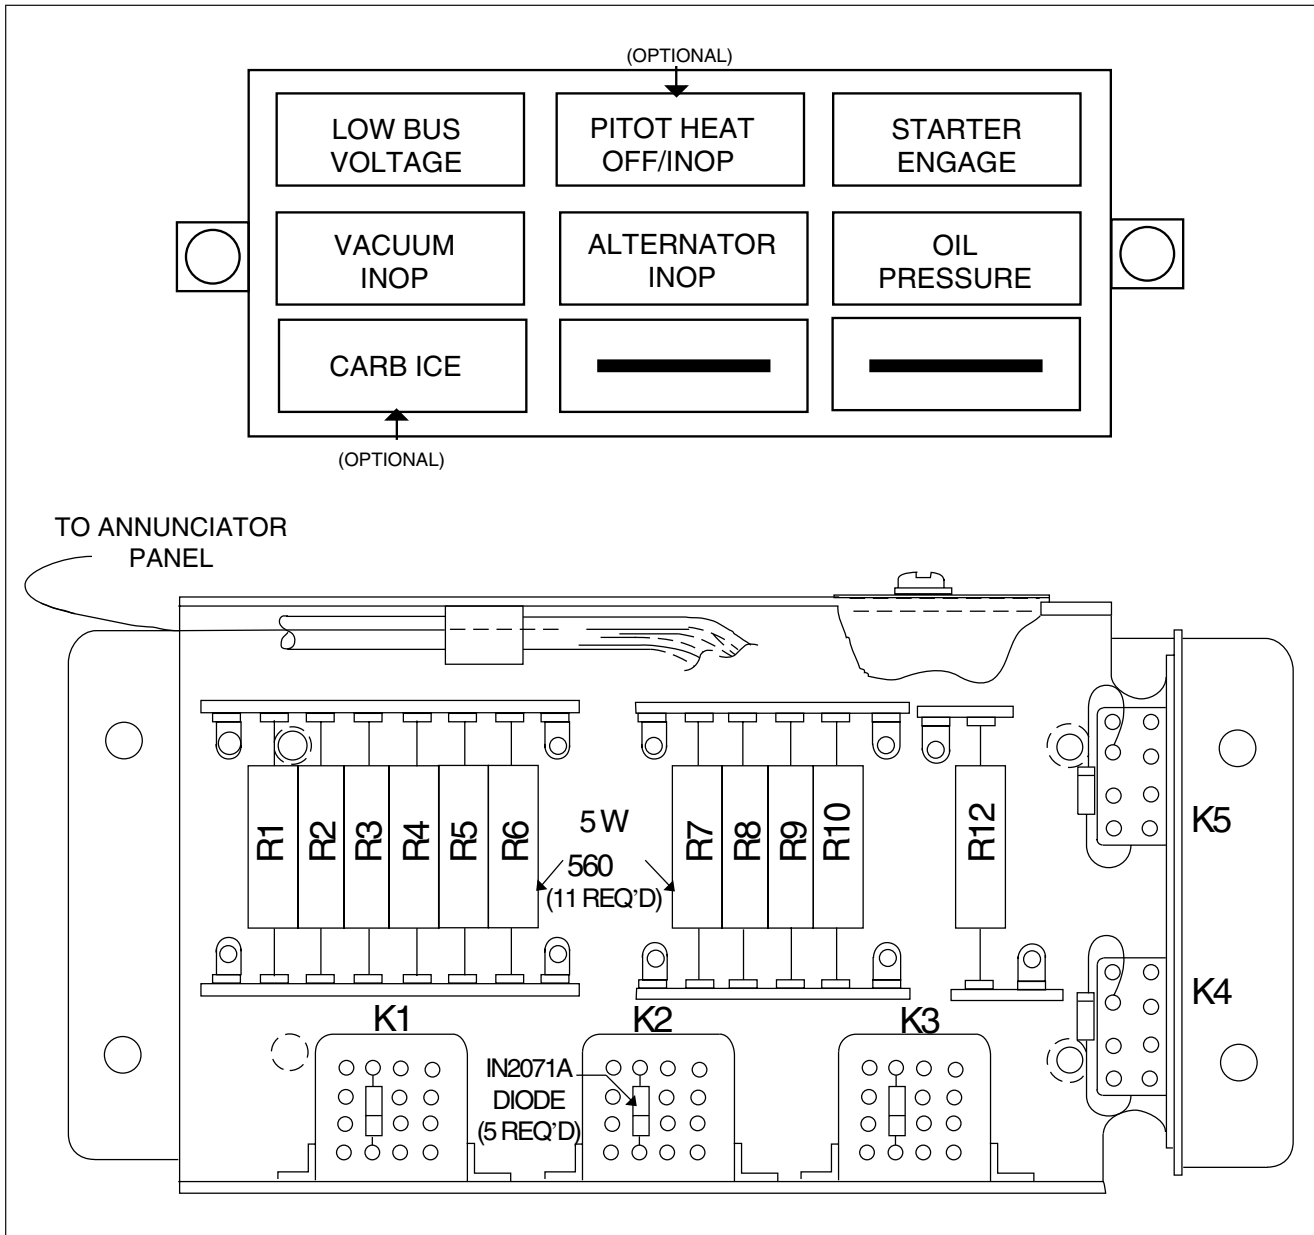 (OPTIONAL)
LOW BUS
VOLTAGE
PITOT HEAT
OFF/INOP
STARTER
ENGAGE
VACUUM
INOP
ALTERNATOR
INOP
OIL
PRESSURE
CARB ICE
(OPTIONAL)
TO ANNUNCIATOR
PANEL
R1
R2
R3
R4
R5
R6
5 W
560
(11 REQ'D)
R7
R8
R9
R10
R12
K5
K4
K1
K2
K3
IN2071A
DIODE
(5 REQ'D)